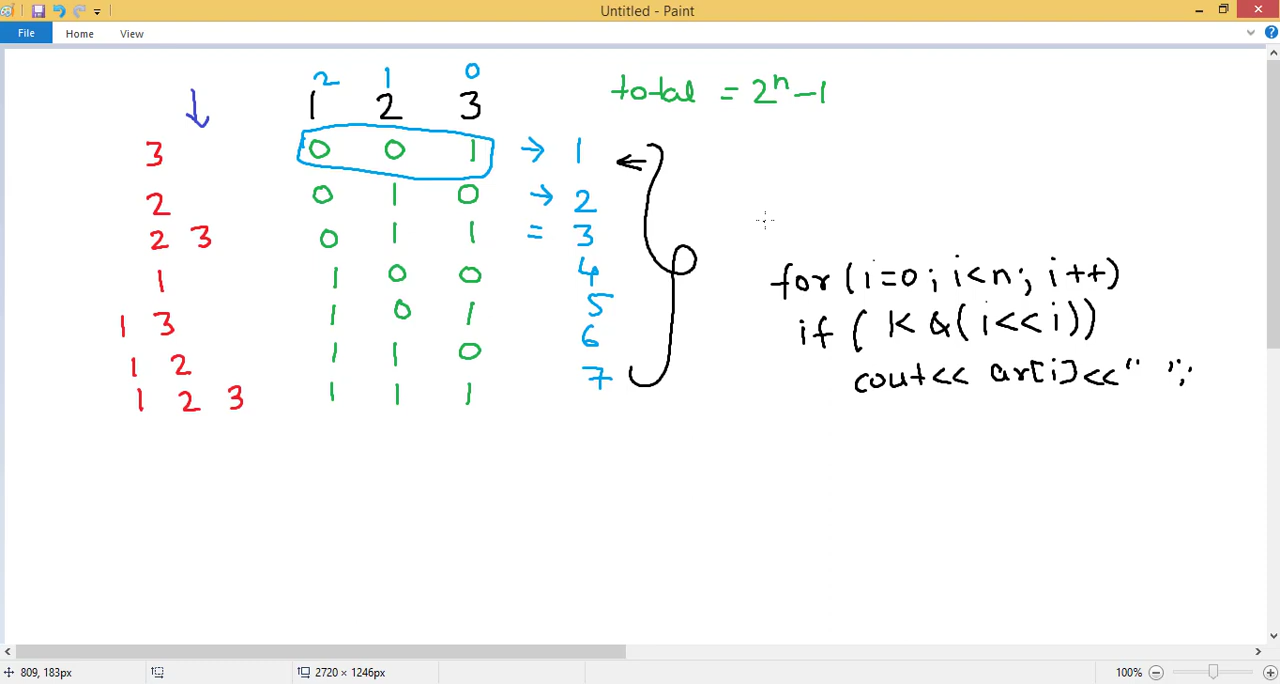 Untitled - Paint
File Home View
2 1 0
1 2 3
total = 2ⁿ-1
3 0 0 1 → 1 ←
2 0 1 0 → 2
2 3 0 1 1 = 3
1 1 0 0 4
1 3 1 0 1 5
1 2 1 1 0 6
1 2 3 1 1 1 7
for (i=0; i<n; i++)
if ( K &(i<<i))
cout<< ar[i]<<" ";
809, 183px 2720 × 1246px 100%